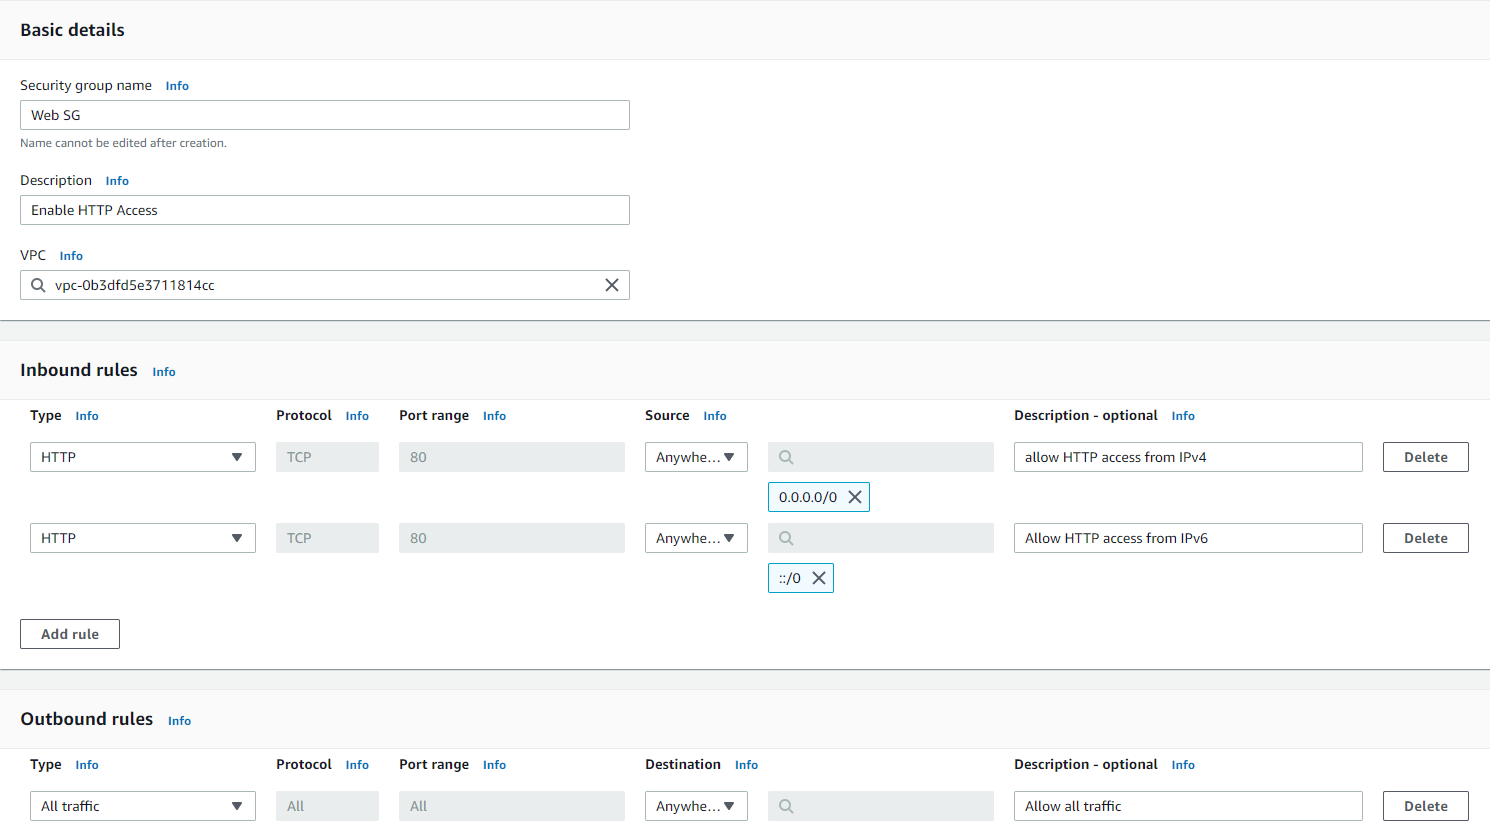 Basic details
Security group name Info
Web SG
Name cannot be edited after creation.
Description Info
Enable HTTP Access
VPC Info
vpc-0b3dfd5e3711814cc
Inbound rules Info
Type Info Protocol Info Port range Info Source Info Description - optional Info
HTTP TCP 80 Anywhe... allow HTTP access from IPv4 Delete
0.0.0.0/0
HTTP TCP 80 Anywhe... Allow HTTP access from IPv6 Delete
::/0
Add rule
Outbound rules Info
Type Info Protocol Info Port range Info Destination Info Description - optional Info
All traffic All All Anywhe... Allow all traffic Delete